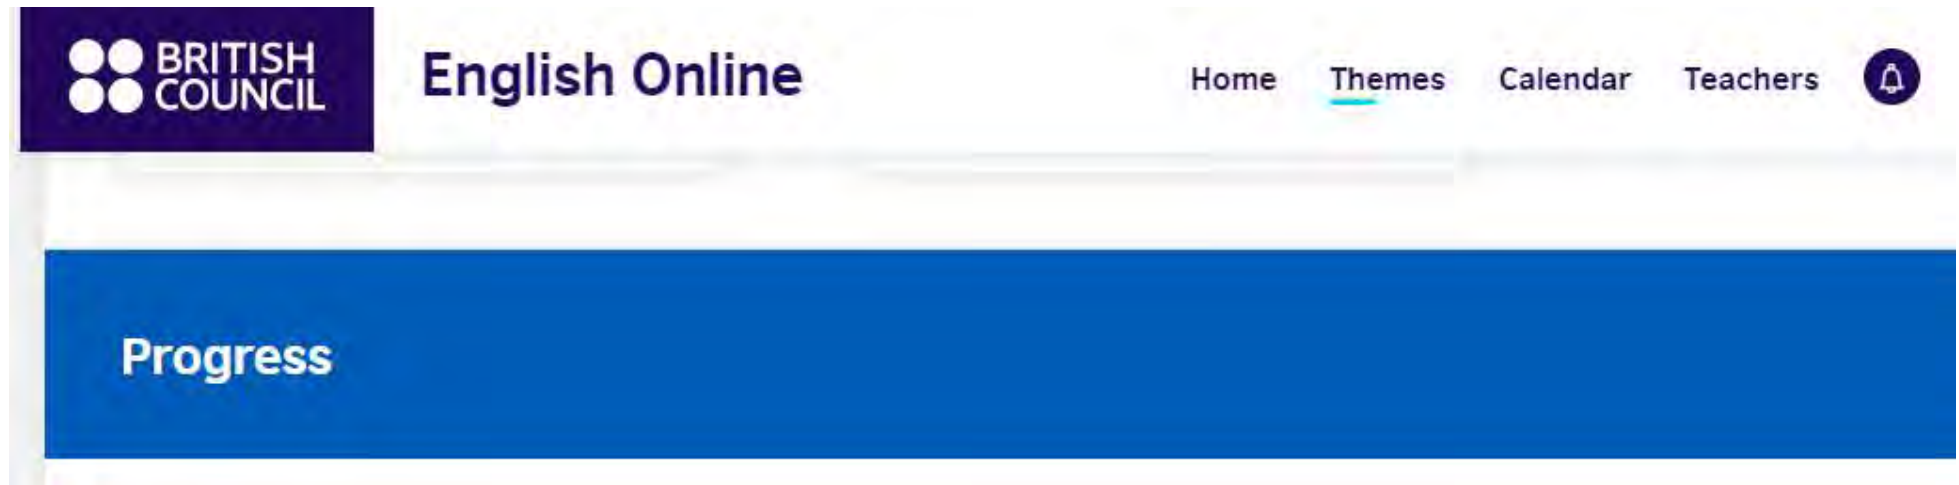 BRITISH
COUNCIL
English Online
Home Themes Calendar Teachers
Progress